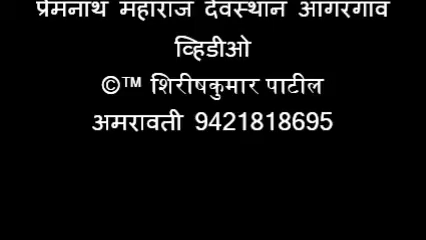 प्रेमनाथ महाराज देवस्थान आगरगाव
व्हिडीओ
©™ शिरीषकुमार पाटील
अमरावती 9421818695